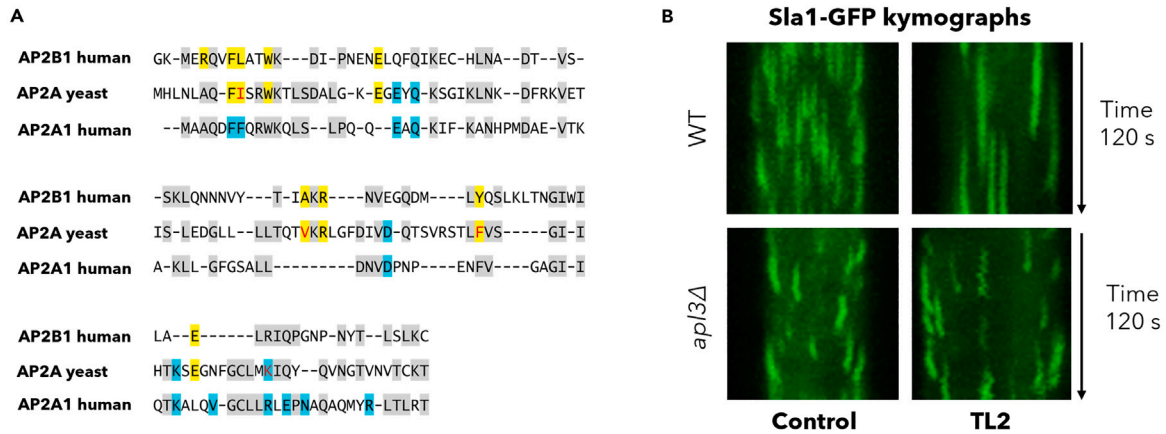 A
AP2B1 human GK-MERQVFLATWK---DI-PNENELQFQIKEC-HLNA--DT--VS-
AP2A yeast MHLNLAQ-FISRWKTLSDALG-K-EGEYQ-KSGIKLNK--DFRKVET
AP2A1 human --MAAQDFFQRWKQLS--LPQ-Q--EAQ-KIF-KANHPMDAE-VTK
AP2B1 human -SKLQNNNVY---T-IAKR----NVEGQDM---LYQSLKLTNGIWI
AP2A yeast IS-LEDGLL--LLTQTVKRLGFDIVD-QTSVRSTLFVS-----GI-I
AP2A1 human A-KLL-GFGSALL---------DNVDPNP----ENFV----GAGI-I
AP2B1 human LA--E------LRIQPGNP-NYT--LSLKC
AP2A yeast HTKSEGNFGCLMKIQY--QVNGTVNVTCKT
AP2A1 human QTKALQV-GCLLRLEPNAQAQMYR-LTLRT
B
Sla1-GFP kymographs
WT
Time
120 s
apl3Δ
Time
120 s
Control TL2